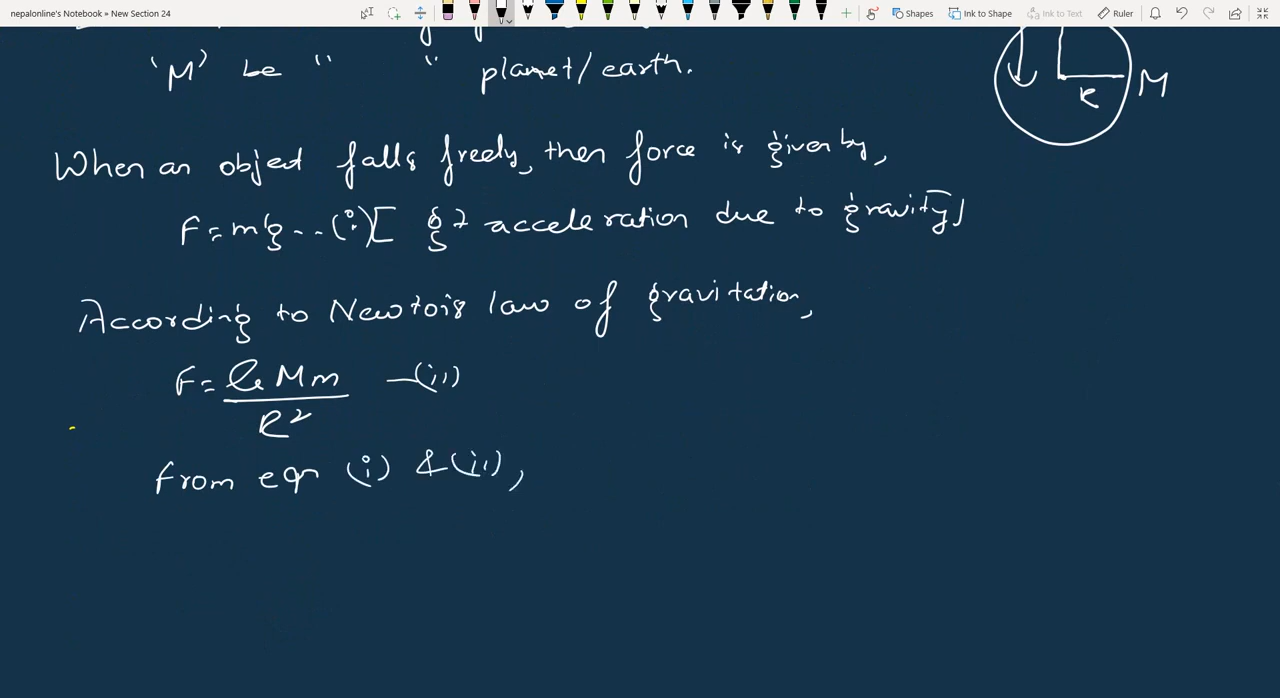 nepalonline's Notebook » New Section 24
Shapes Ink to Shape Ink to Text Ruler
'M' be " " planet/earth.
R M
When an object falls freely, then force is given by,
F = mg - - (i) [ g → acceleration due to gravity]
According to Newton's law of gravitation,
F = G M m / R² — (ii)
from eqn (i) & (ii),